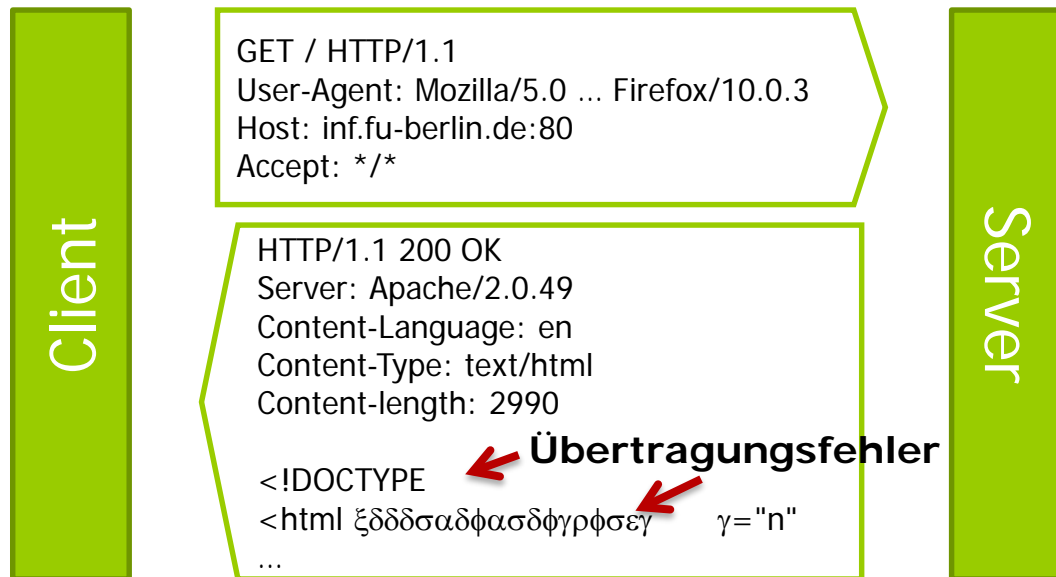 Client
GET / HTTP/1.1
User-Agent: Mozilla/5.0 ... Firefox/10.0.3
Host: inf.fu-berlin.de:80
Accept: */*
HTTP/1.1 200 OK
Server: Apache/2.0.49
Content-Language: en
Content-Type: text/html
Content-length: 2990
Übertragungsfehler
<!DOCTYPE
<html ξδδδσαδφασδφγρφσεγ γ="n"
...
Server